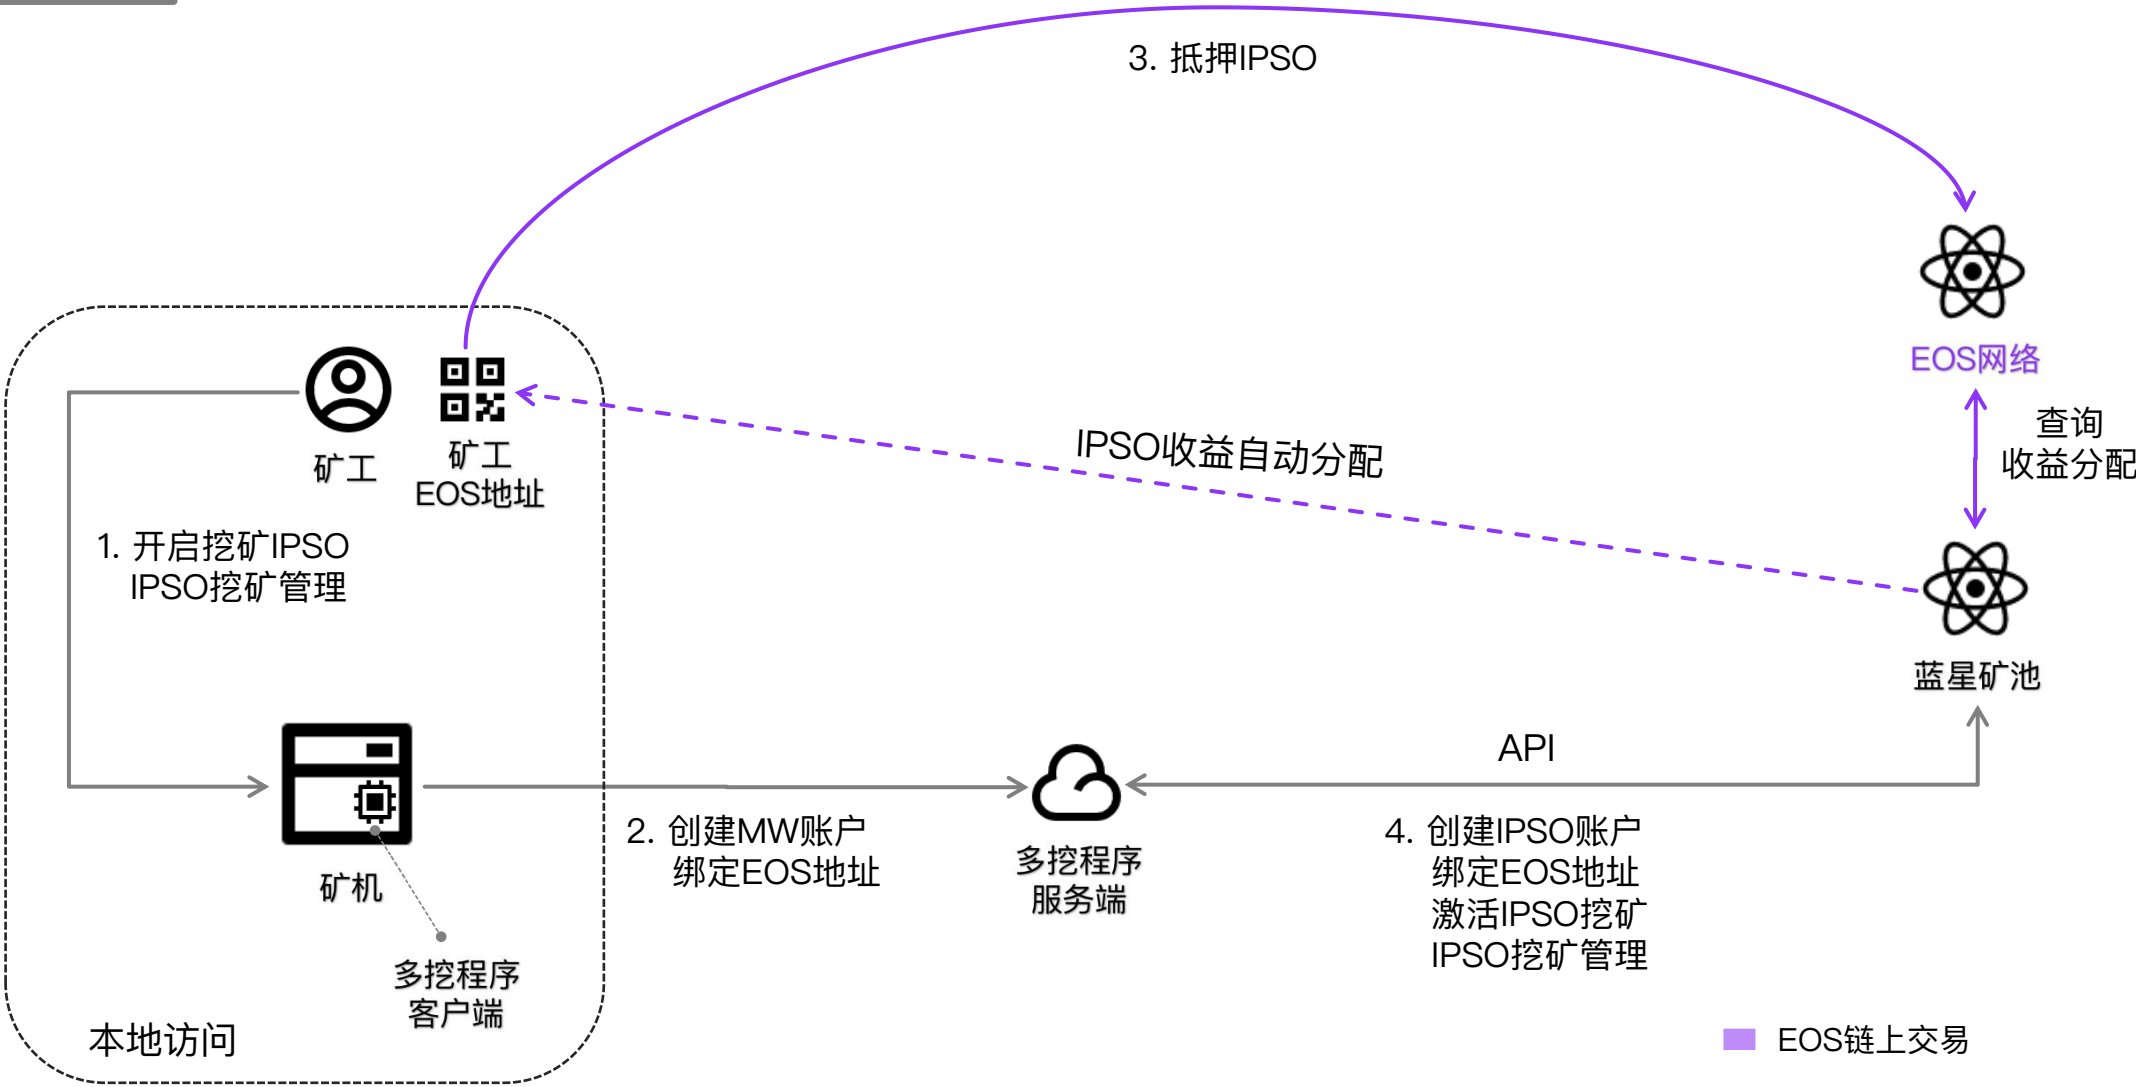 3. 抵押IPSO
EOS网络
查询
收益分配
矿工
矿工
EOS地址
IPSO收益自动分配
1. 开启挖矿IPSO
IPSO挖矿管理
蓝星矿池
API
2. 创建MW账户
绑定EOS地址
多挖程序
服务端
4. 创建IPSO账户
绑定EOS地址
激活IPSO挖矿
IPSO挖矿管理
矿机
多挖程序
客户端
本地访问
EOS链上交易